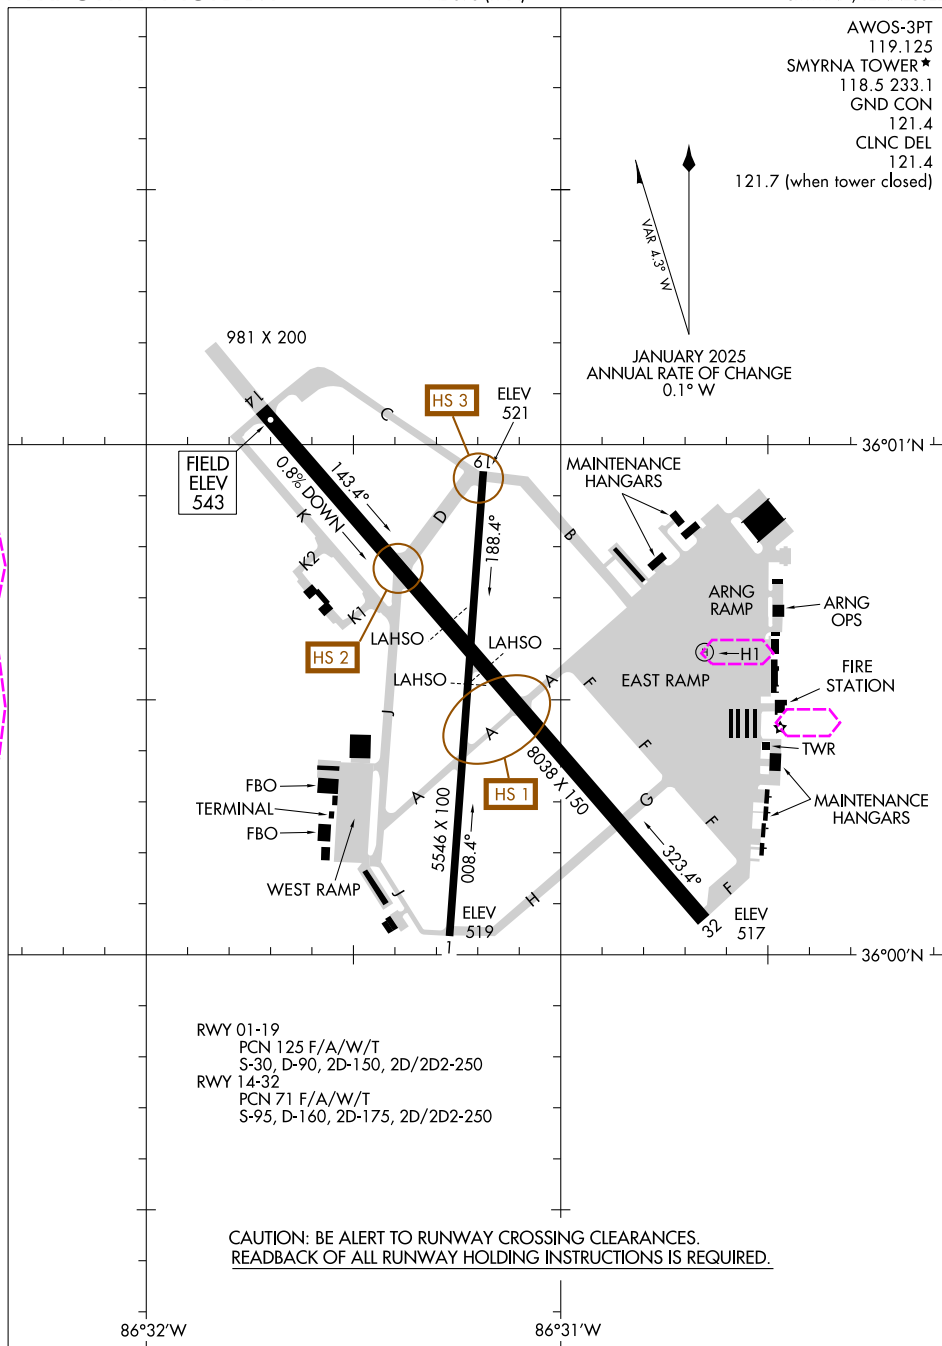 AWOS-3PT
119.125
SMYRNA TOWER★
118.5 233.1
GND CON
121.4
CLNC DEL
121.4
121.7 (when tower closed)
VAR 4.3° W
JANUARY 2025
ANNUAL RATE OF CHANGE
0.1° W
981 X 200
14
HS 3
ELEV
521
C
19
36°01'N
FIELD
ELEV
543
143.4°
0.8% DOWN
MAINTENANCE
HANGARS
K
D
188.4°
B
K2
K1
ARNG
RAMP
ARNG
OPS
LAHSO
LAHSO
HS 2
H1
LAHSO
EAST RAMP
FIRE
STATION
A
F
J
A
F
TWR
8038 X 150
FBO
HS 1
G
TERMINAL
A
MAINTENANCE
HANGARS
FBO
5546 X 100
008.4°
F
323.4°
WEST RAMP
J
H
F
ELEV
519
32
ELEV
517
1
36°00'N
RWY 01-19
PCN 125 F/A/W/T
S-30, D-90, 2D-150, 2D/2D2-250
RWY 14-32
PCN 71 F/A/W/T
S-95, D-160, 2D-175, 2D/2D2-250
CAUTION: BE ALERT TO RUNWAY CROSSING CLEARANCES.
READBACK OF ALL RUNWAY HOLDING INSTRUCTIONS IS REQUIRED.
86°32'W
86°31'W